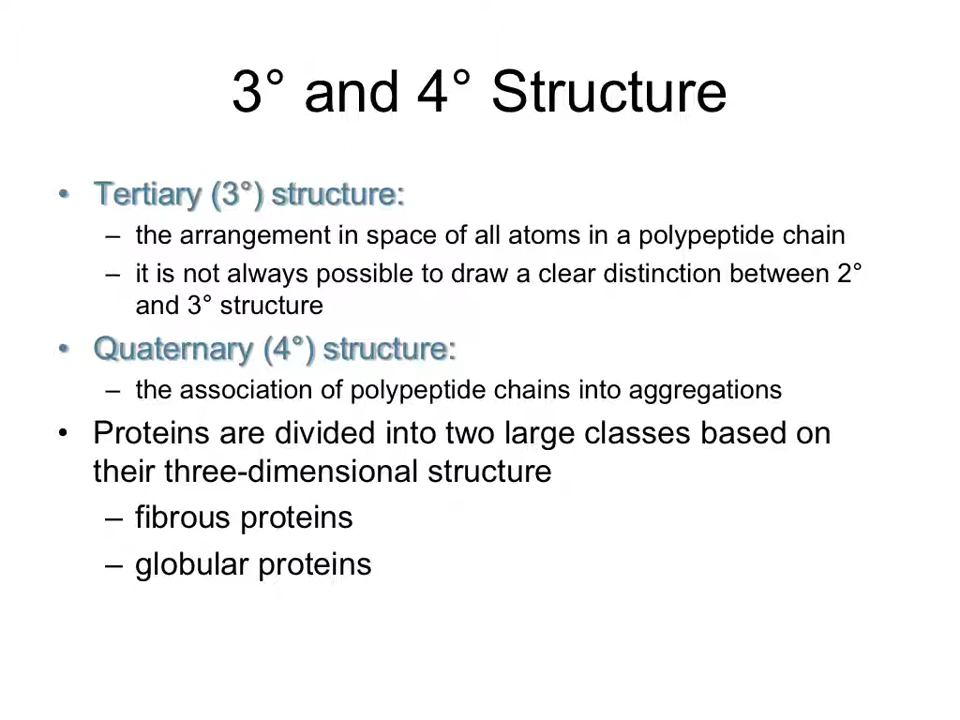 3° and 4° Structure
• Tertiary (3°) structure:
– the arrangement in space of all atoms in a polypeptide chain
– it is not always possible to draw a clear distinction between 2°
and 3° structure
• Quaternary (4°) structure:
– the association of polypeptide chains into aggregations
• Proteins are divided into two large classes based on
their three-dimensional structure
– fibrous proteins
– globular proteins